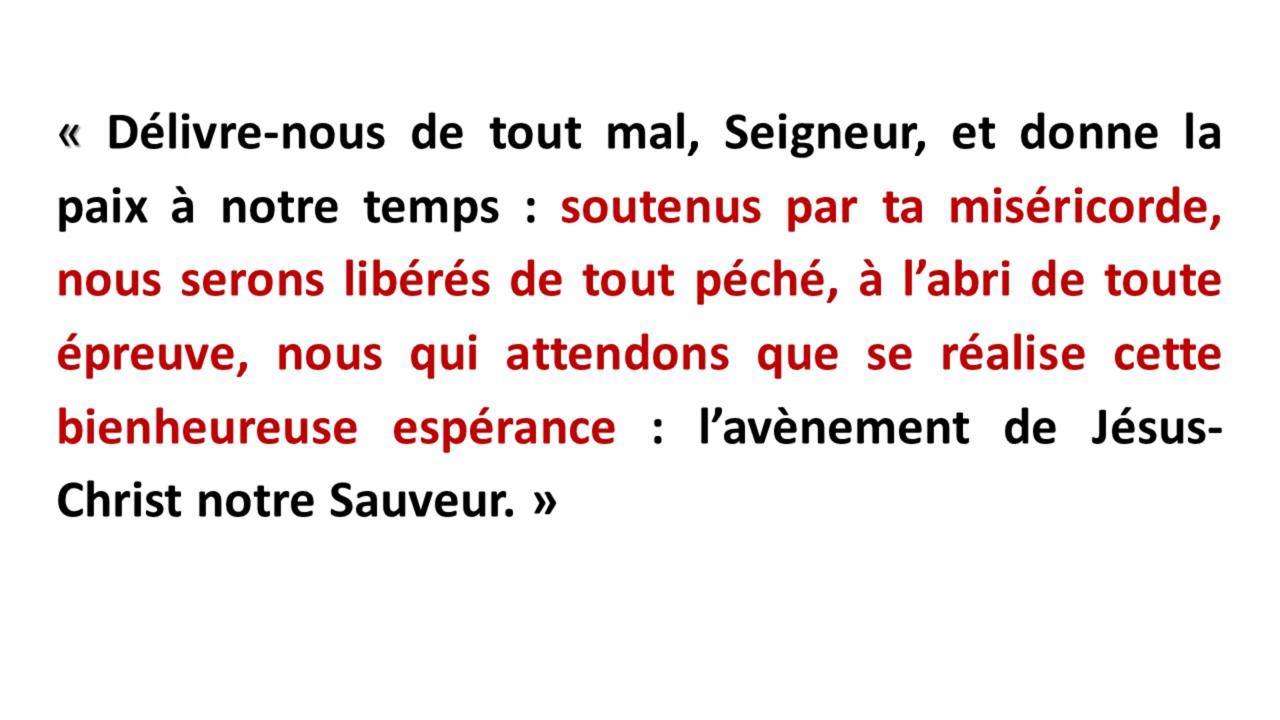 « Délivre-nous de tout mal, Seigneur, et donne la
paix à notre temps : soutenus par ta miséricorde,
nous serons libérés de tout péché, à l’abri de toute
épreuve, nous qui attendons que se réalise cette
bienheureuse espérance : l’avènement de Jésus-
Christ notre Sauveur. »